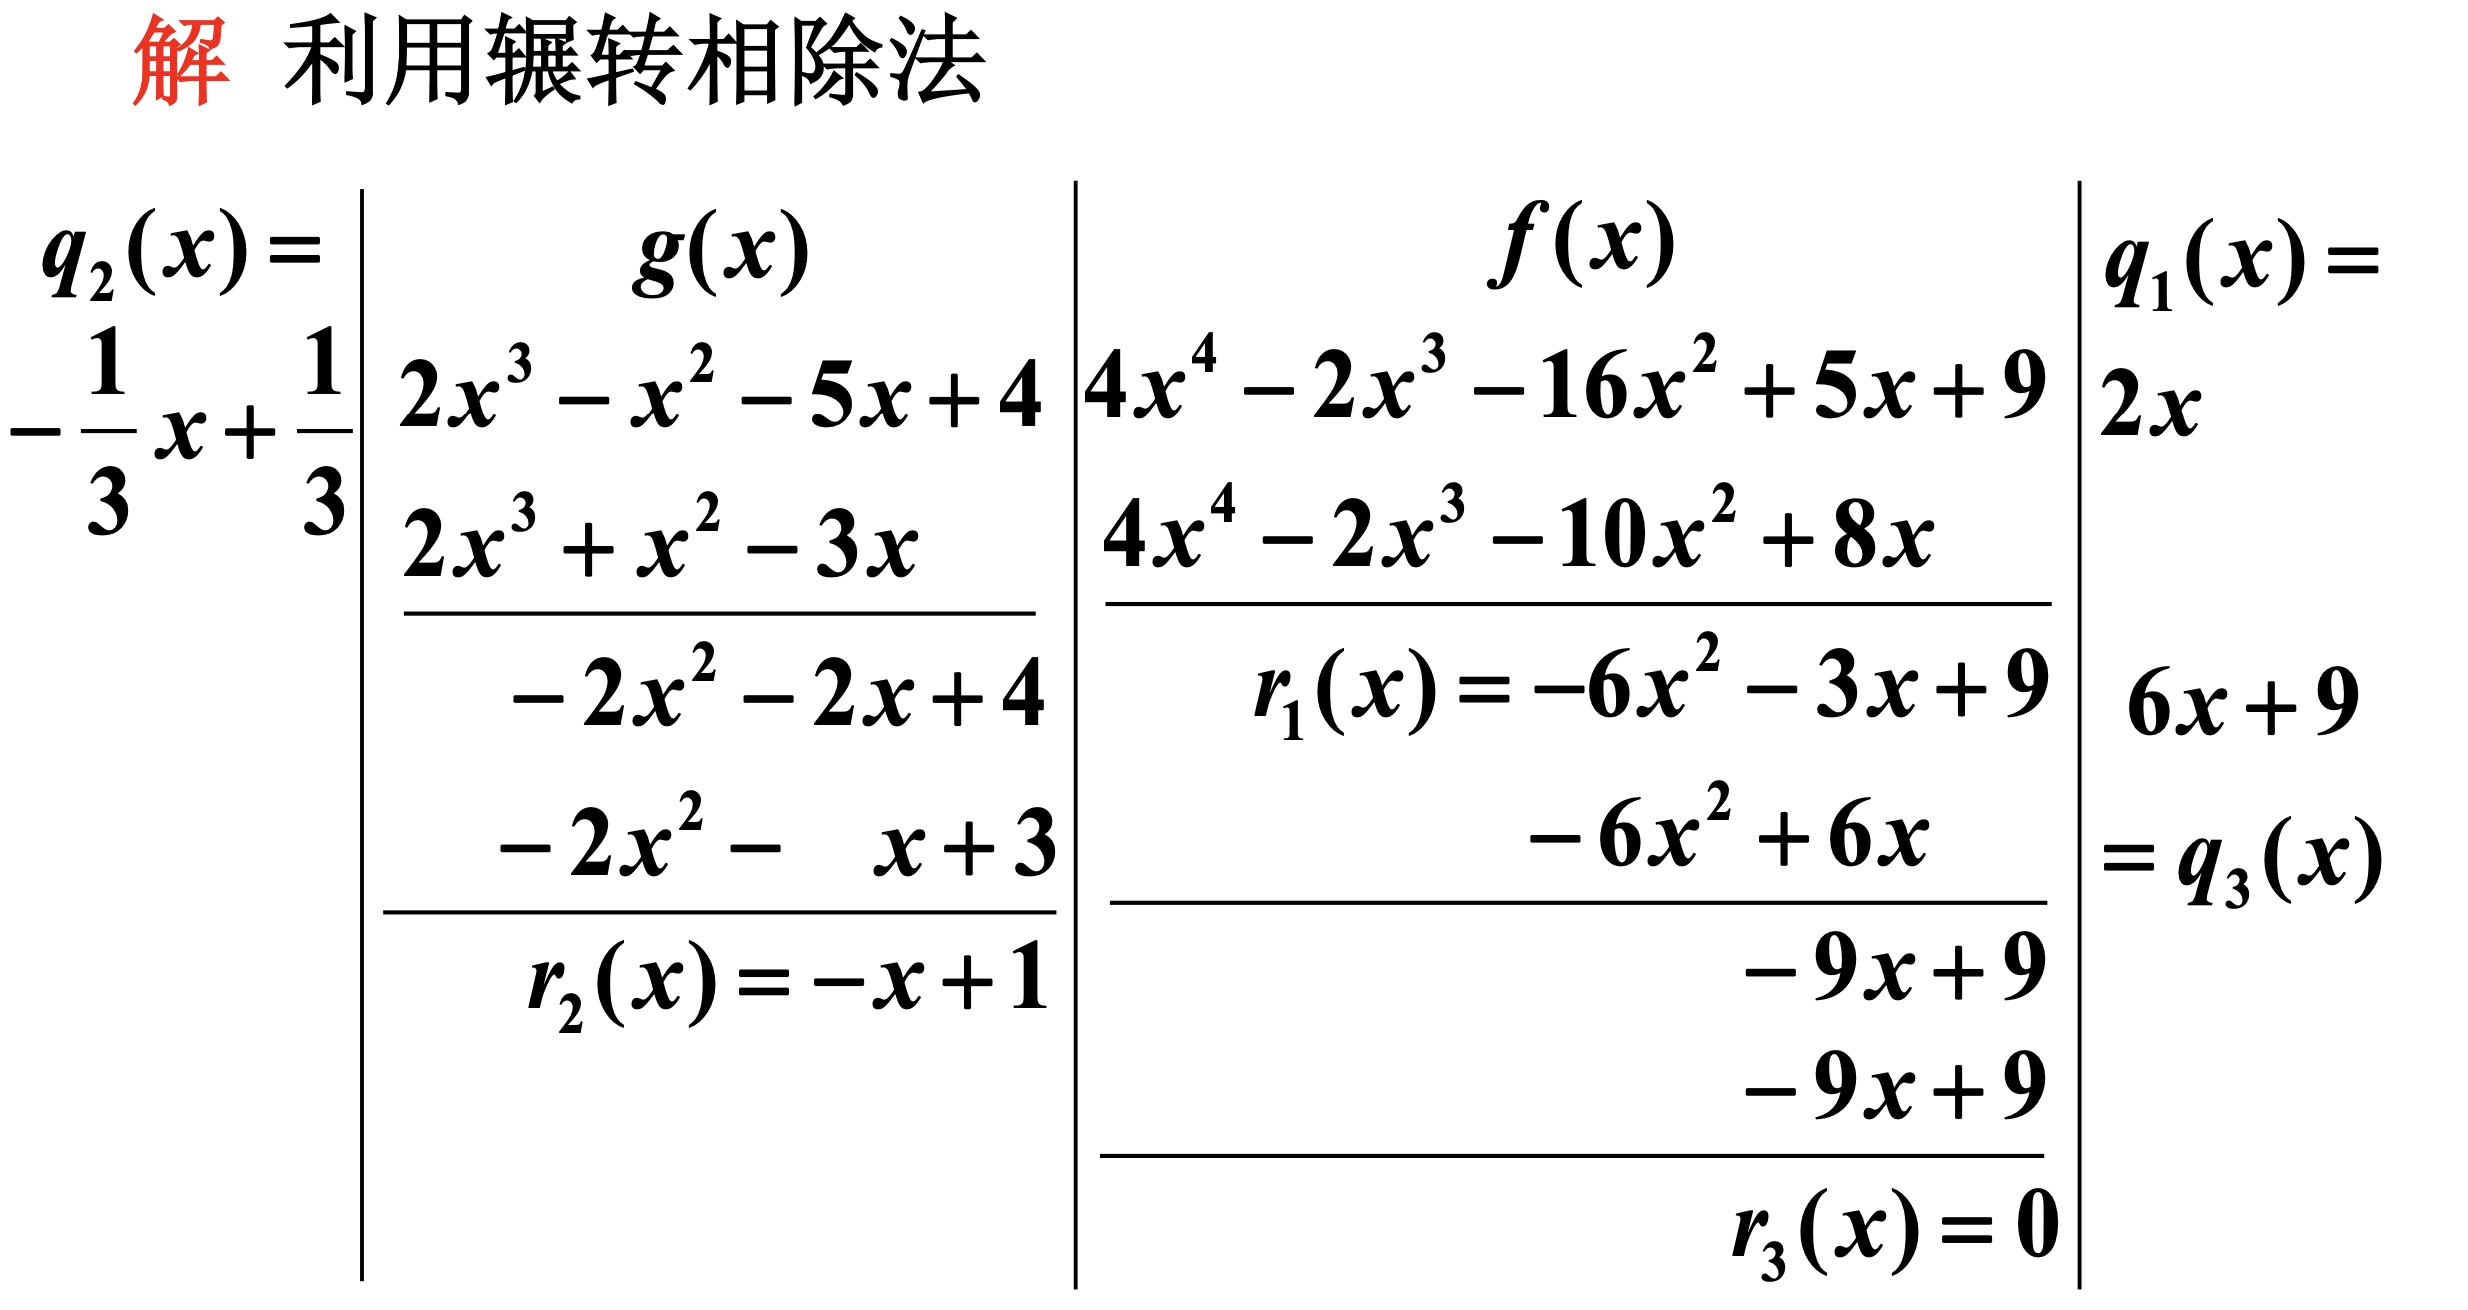 解 利用辗转相除法
q₂(x) = g(x) f(x) q₁(x) =
-1/3 x + 1/3 2x³ - x² - 5x + 4 4x⁴ - 2x³ - 16x² + 5x + 9 2x
2x³ + x² - 3x 4x⁴ - 2x³ - 10x² + 8x
-2x² - 2x + 4 r₁(x) = -6x² - 3x + 9 6x + 9
-2x² - x + 3 -6x² + 6x = q₃(x)
r₂(x) = -x + 1 -9x + 9
-9x + 9
r₃(x) = 0